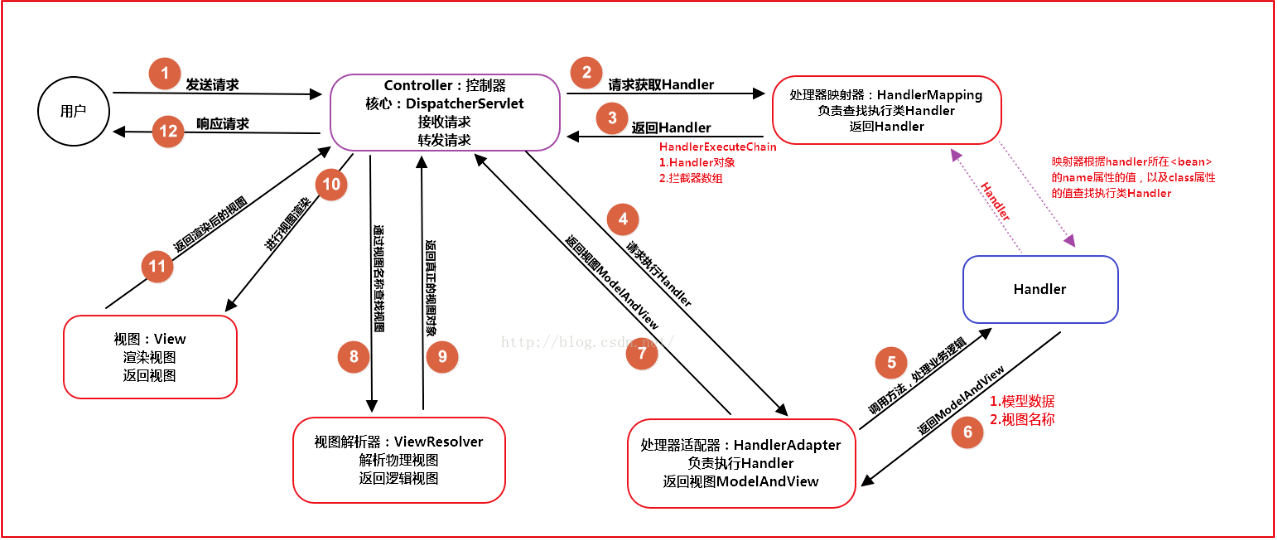 1
发送请求
用户
12
响应请求
Controller：控制器
核心：DispatcherServlet
接收请求
转发请求
2
请求获取Handler
3
返回Handler
HandlerExecuteChain
1.Handler对象
2.拦截器数组
处理器映射器：HandlerMapping
负责查找执行类Handler
返回Handler
映射器根据handler所在<bean>
的name属性的值，以及class属性
的值查找执行类Handler
Handler
Handler
4
请求执行Handler
5
调用方法，处理业务逻辑
6
返回ModelAndView
1.模型数据
2.视图名称
处理器适配器：HandlerAdapter
负责执行Handler
返回视图ModelAndView
7
返回视图ModelAndView
http://blog.csdn.net/
8
通过视图名称查找视图
9
返回真正的视图对象
视图解析器：ViewResolver
解析物理视图
返回逻辑视图
10
进行视图渲染
11
返回渲染后的视图
视图：View
渲染视图
返回视图